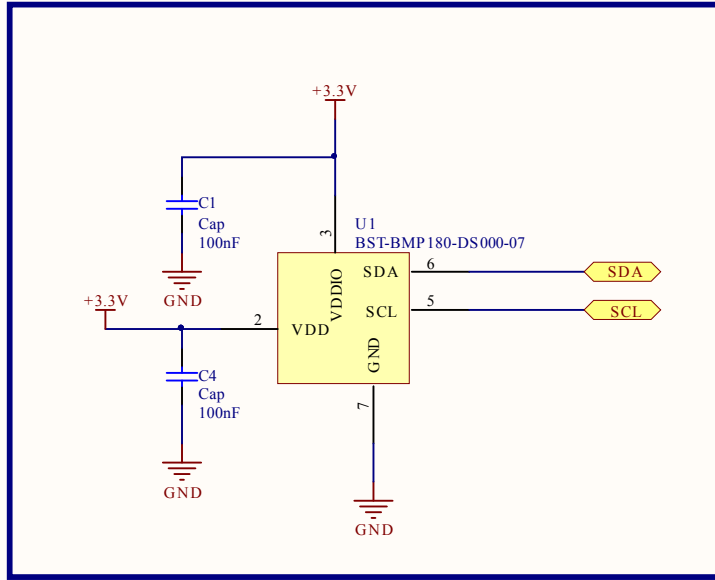 +3.3V
C1
Cap
100nF
GND
3
U1
BST-BMP180-DS000-07
VDDIO
SDA
6
SDA
+3.3V
2
VDD
SCL
5
SCL
GND
7
C4
Cap
100nF
GND
GND